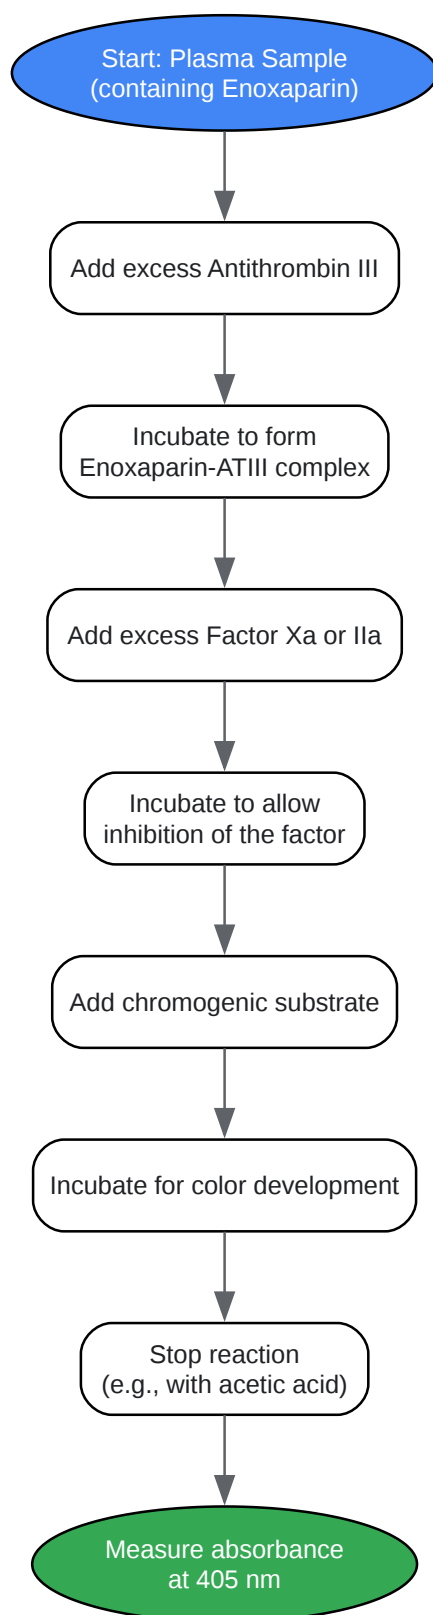 Start: Plasma Sample
(containing Enoxaparin)
Add excess Antithrombin III
Incubate to form
Enoxaparin-ATIII complex
Add excess Factor Xa or IIa
Incubate to allow
inhibition of the factor
Add chromogenic substrate
Incubate for color development
Stop reaction
(e.g., with acetic acid)
Measure absorbance
at 405 nm